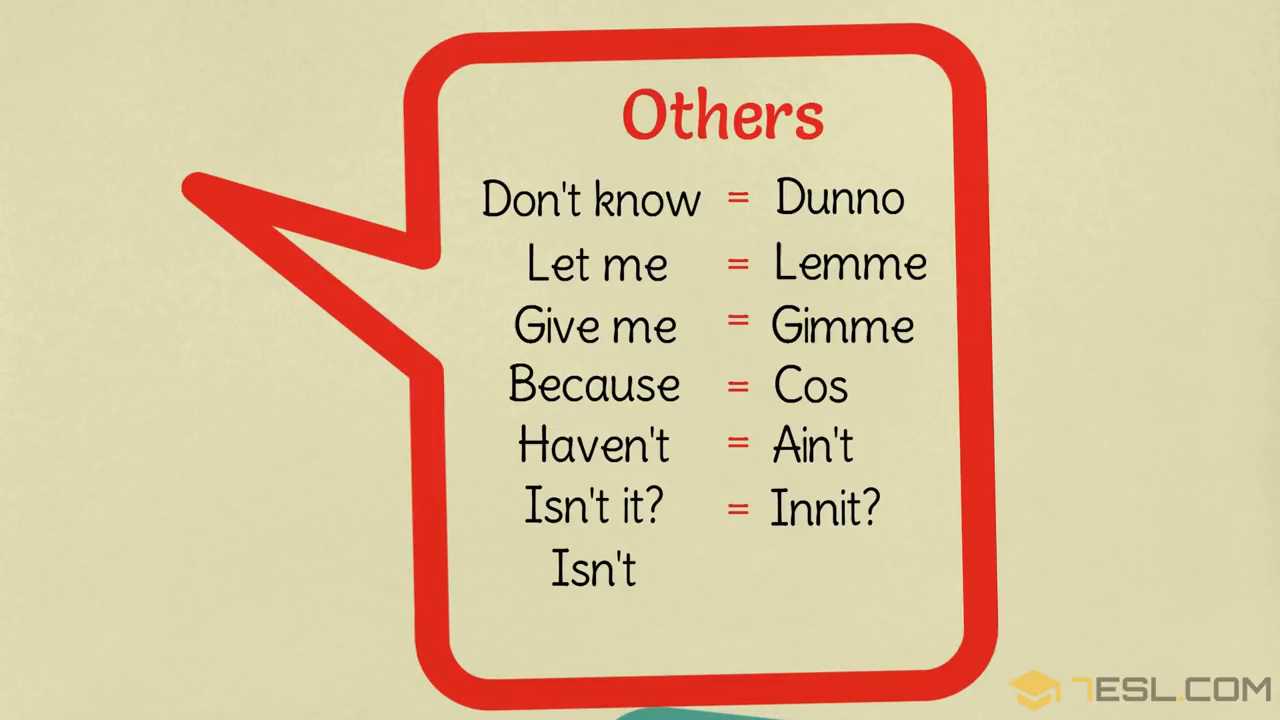 Others
Don't know = Dunno
Let me = Lemme
Give me = Gimme
Because = Cos
Haven't = Ain't
Isn't it? = Innit?
Isn't
7ESL.COM